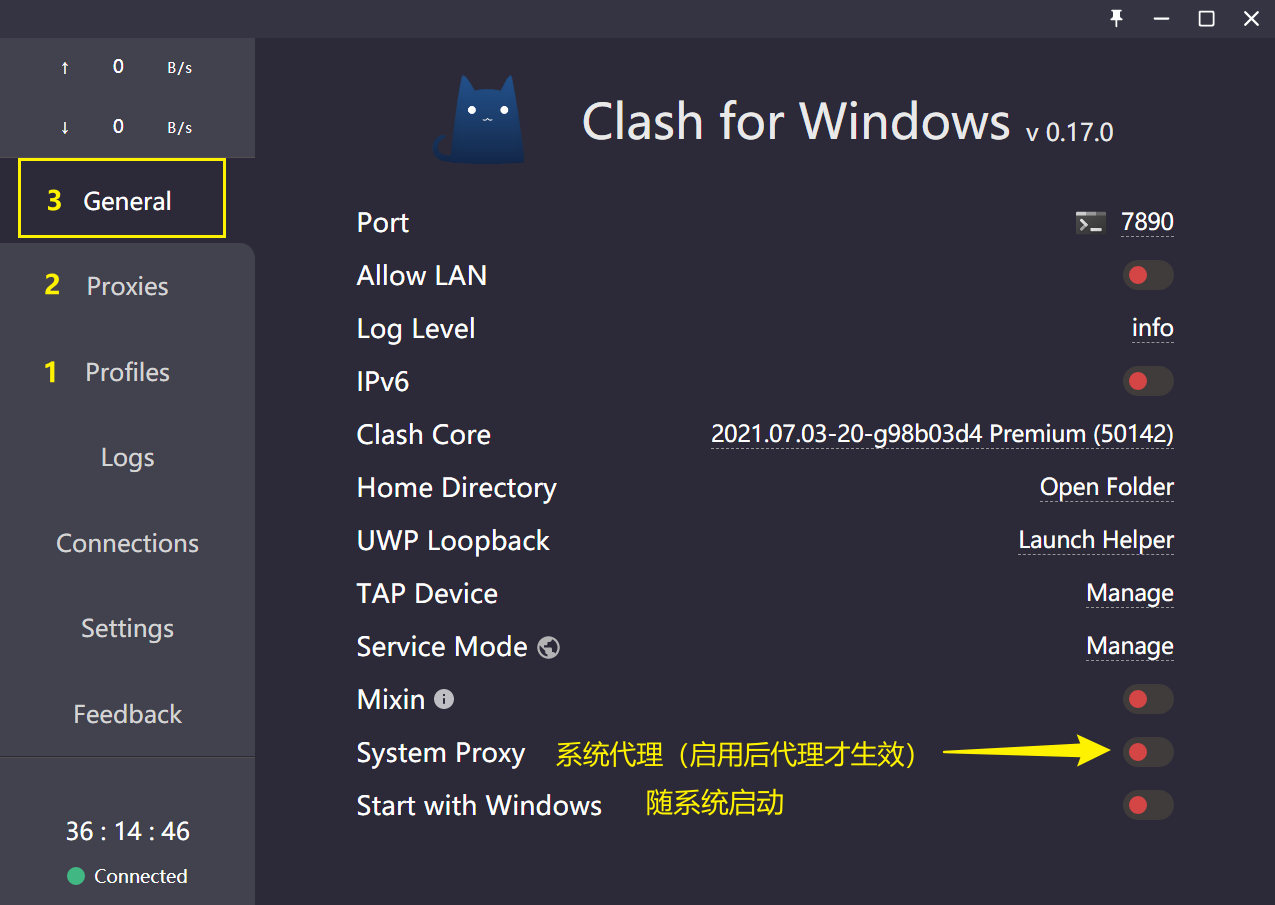 ↑ 0 B/s
↓ 0 B/s
3 General
2 Proxies
1 Profiles
Logs
Connections
Settings
Feedback
36 : 14 : 46
Connected
Clash for Windows v 0.17.0
Port 7890
Allow LAN
Log Level info
IPv6
Clash Core 2021.07.03-20-g98b03d4 Premium (50142)
Home Directory Open Folder
UWP Loopback Launch Helper
TAP Device Manage
Service Mode Manage
Mixin
System Proxy 系统代理（启用后代理才生效）
Start with Windows 随系统启动